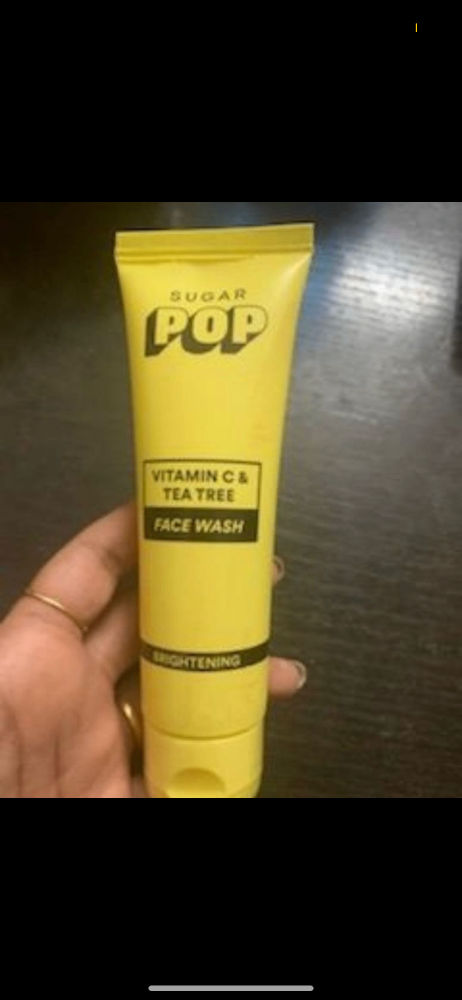 SUGAR
POP
VITAMIN C &
TEA TREE
FACE WASH
BRIGHTENING